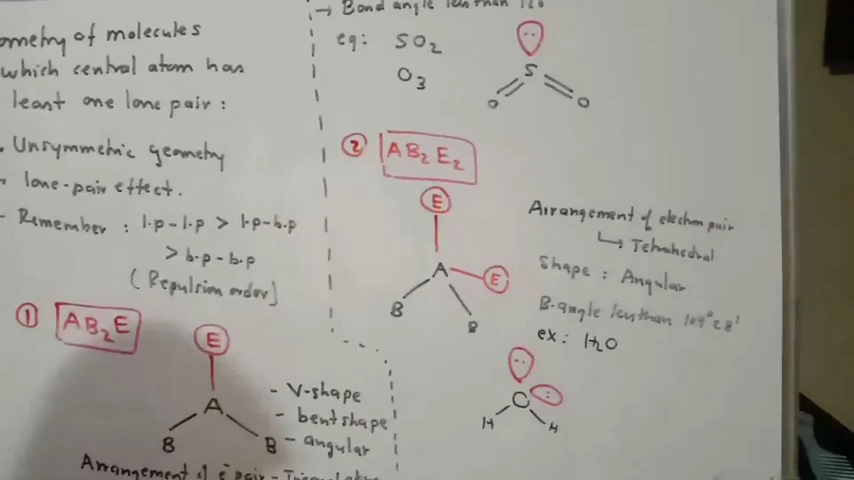 ometry of molecules
which central atom has
least one lone pair :
. Unsymmetric geometry
- lone-pair effect.
- Remember : l.p - l.p > l.p - b.p
> b.p - b.p
( Repulsion order]
① AB₂E
E
A
B B
- V-shape
- bent shape
- angular
Arrangement of e⁻ pair -
→ Bond angle less than 120
eg: SO₂
O₃
S
O O
② AB₂E₂
E
A E
B
B
Arrangement of electron pair
↳ Tetrahedral
Shape : Angular
B-angle less than 109°28'
ex: H₂O
O
H H